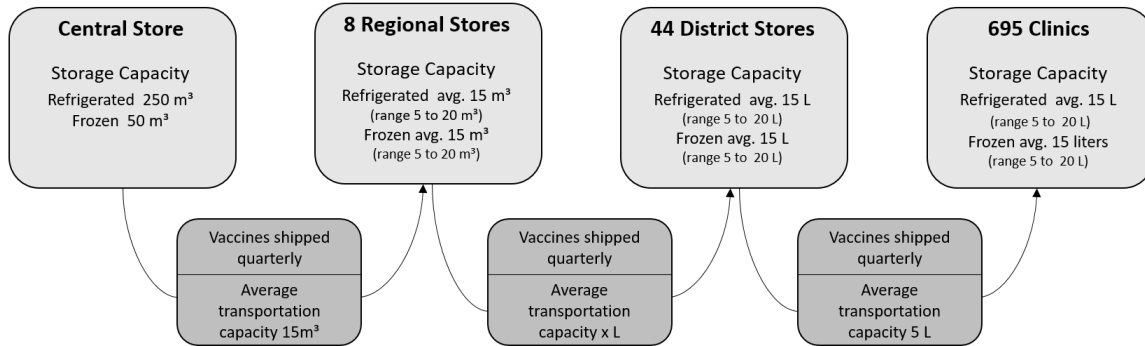 Central Store
Storage Capacity
Refrigerated 250 m³
Frozen 50 m³
8 Regional Stores
Storage Capacity
Refrigerated avg. 15 m³
(range 5 to 20 m³)
Frozen avg. 15 m³
(range 5 to 20 m³)
44 District Stores
Storage Capacity
Refrigerated avg. 15 L
(range 5 to 20 L)
Frozen avg. 15 L
(range 5 to 20L)
695 Clinics
Storage Capacity
Refrigerated avg. 15 L
(range 5 to 20 L)
Frozen avg. 15 liters
(range 5 to 20 L)
Vaccines shipped
quarterly
Average
transportation
capacity 15m³
Vaccines shipped
quarterly
Average
transportation
capacity x L
Vaccines shipped
quarterly
Average
transportation
capacity 5 L